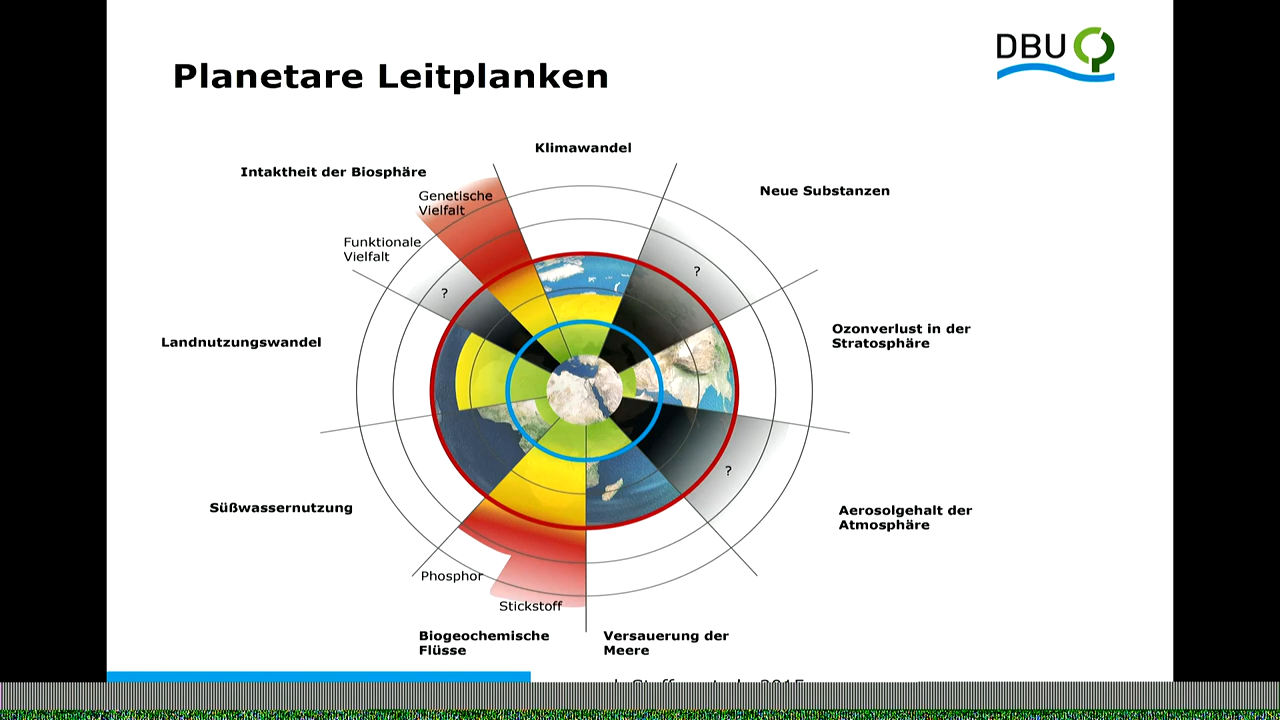 Planetare Leitplanken
DBU
Klimawandel
Intaktheit der Biosphäre
Genetische
Vielfalt
Neue Substanzen
Funktionale
Vielfalt
?
?
Landnutzungswandel
Ozonverlust in der
Stratosphäre
?
Süßwassernutzung
Aerosolgehalt der
Atmosphäre
Phosphor
Stickstoff
Biogeochemische
Flüsse
Versauerung der
Meere